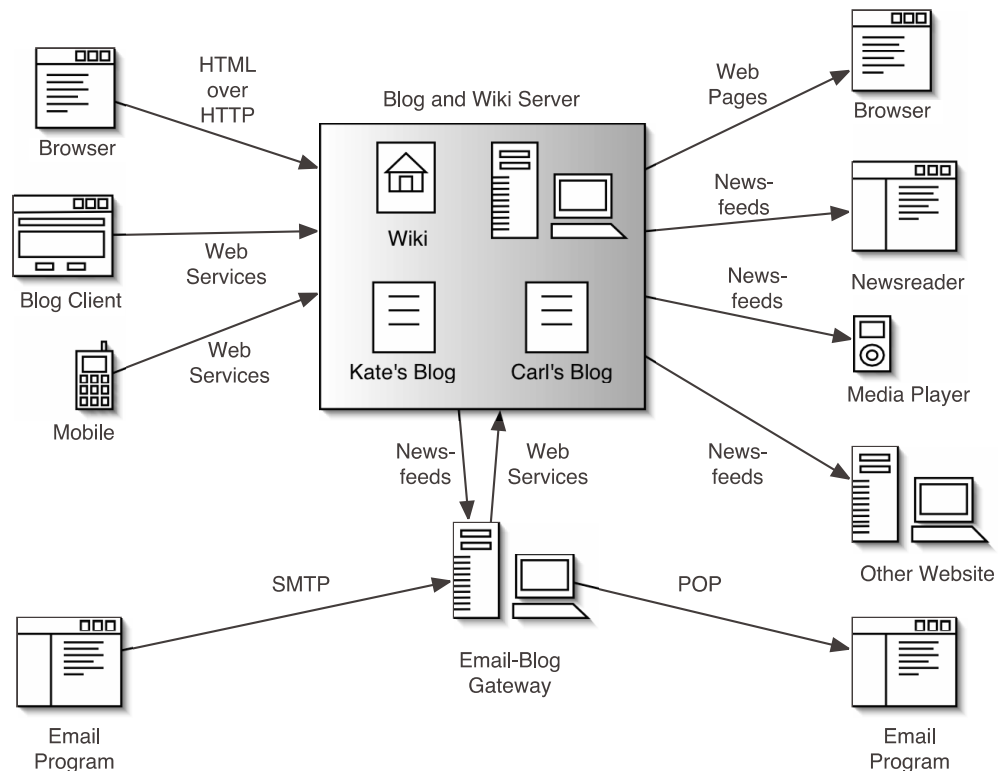 HTML
over
HTTP
Browser
Blog and Wiki Server
Web
Pages
Browser
Wiki
Web
Services
Blog Client
News-
feeds
Newsreader
Kate's Blog
Carl's Blog
Web
Services
Mobile
News-
feeds
Media Player
News-
feeds
Web
Services
News-
feeds
Other Website
SMTP
POP
Email-Blog
Gateway
Email
Program
Email
Program